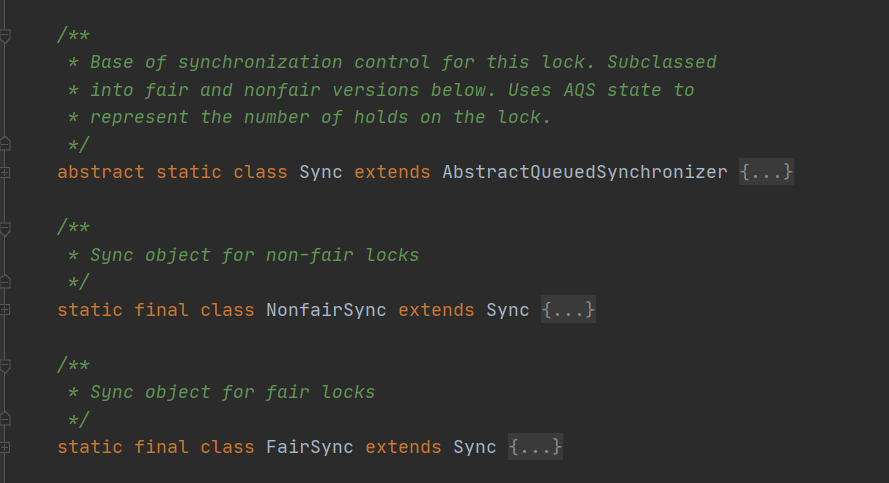 /**
 * Base of synchronization control for this lock. Subclassed
 * into fair and nonfair versions below. Uses AQS state to
 * represent the number of holds on the lock.
 */
abstract static class Sync extends AbstractQueuedSynchronizer {...}
/**
 * Sync object for non-fair locks
 */
static final class NonfairSync extends Sync {...}
/**
 * Sync object for fair locks
 */
static final class FairSync extends Sync {...}